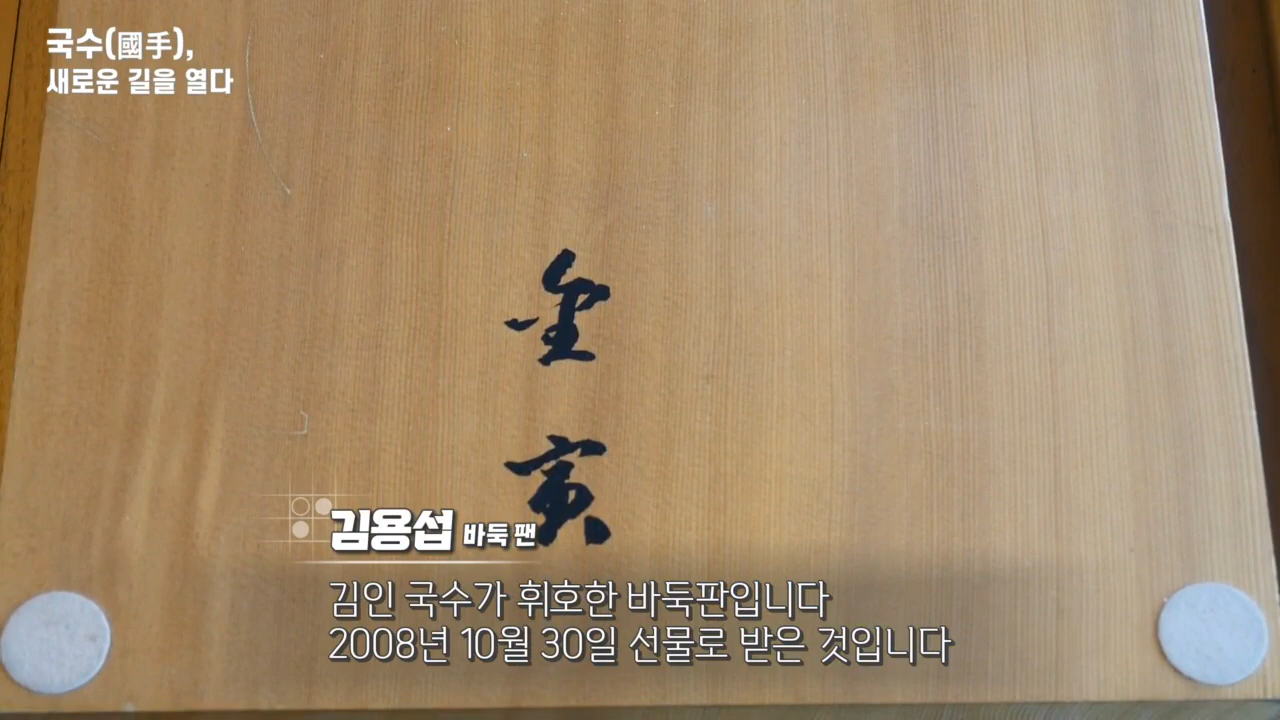 국수(國手),
새로운 길을 열다
金
寅
김용섭 바둑 팬
김인 국수가 휘호한 바둑판입니다
2008년 10월 30일 선물로 받은 것입니다